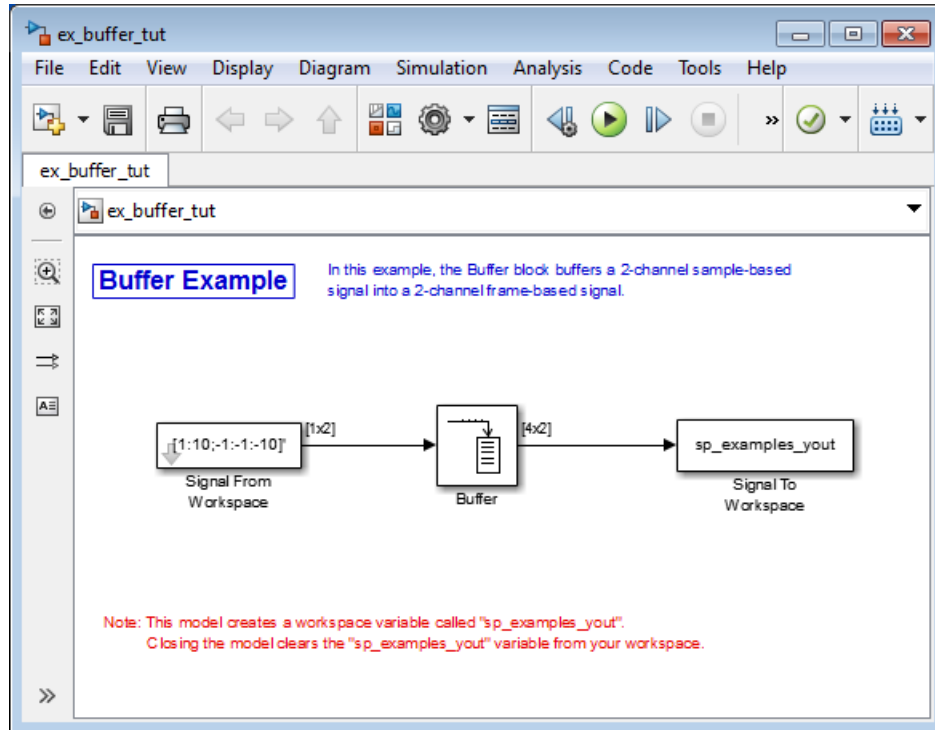 ex_buffer_tut
File Edit View Display Diagram Simulation Analysis Code Tools Help
»
ex_buffer_tut
ex_buffer_tut
Buffer Example
In this example, the Buffer block buffers a 2-channel sample-based
signal into a 2-channel frame-based signal.
A
[1x2]
[4x2]
[1:10;-1:-1:-10]'
sp_examples_yout
Signal From
Workspace
Buffer
Signal To
Workspace
Note: This model creates a workspace variable called "sp_examples_yout".
Closing the model clears the "sp_examples_yout" variable from your workspace.
»